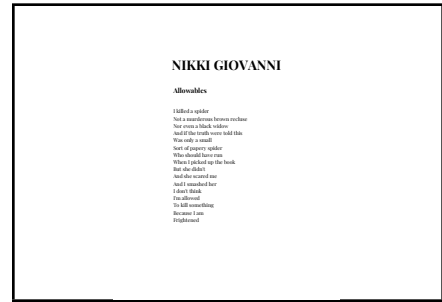 NIKKI GIOVANNI
Allowables
I killed a spider
Not a murderous brown recluse
Nor even a black widow
And if the truth were told this
Was only a small
Sort of papery spider
Who should have run
When I picked up the book
But she didn't
And she scared me
And I smashed her
I don't think
I'm allowed
To kill something
Because I am
Frightened